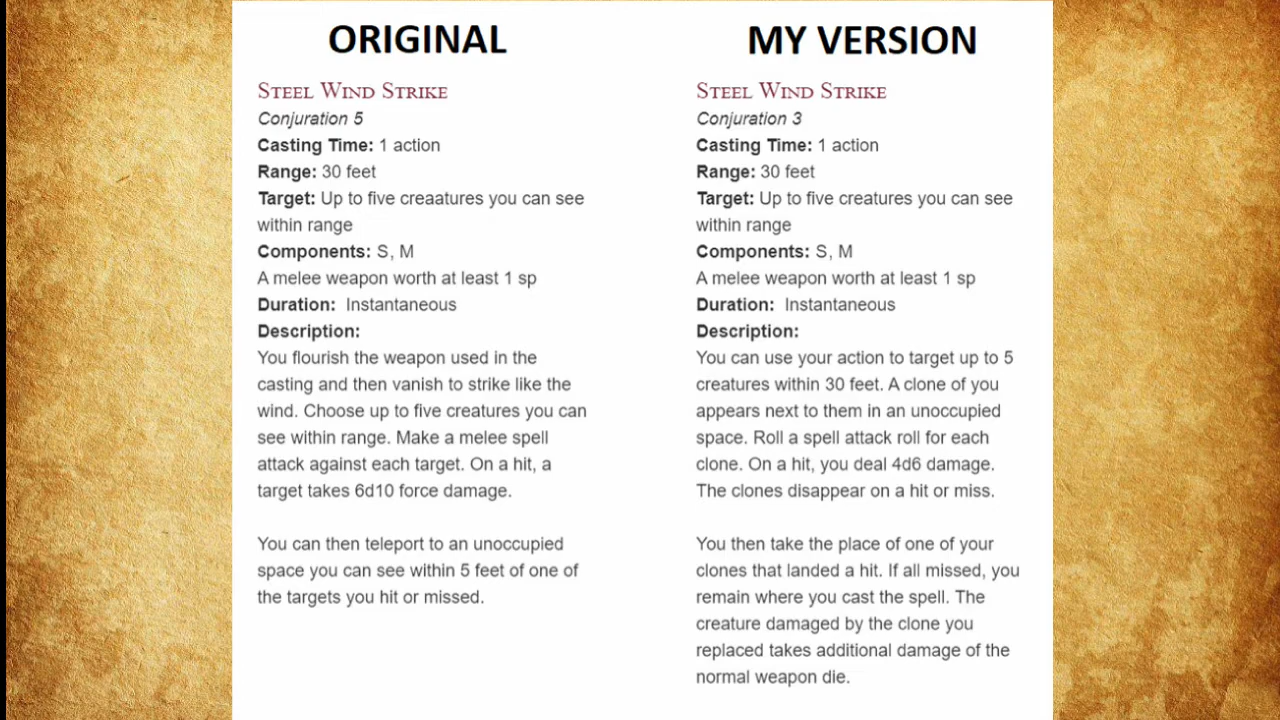 ORIGINAL
STEEL WIND STRIKE
Conjuration 5
Casting Time: 1 action
Range: 30 feet
Target: Up to five creaatures you can see
within range
Components: S, M
A melee weapon worth at least 1 sp
Duration: Instantaneous
Description:
You flourish the weapon used in the
casting and then vanish to strike like the
wind. Choose up to five creatures you can
see within range. Make a melee spell
attack against each target. On a hit, a
target takes 6d10 force damage.
You can then teleport to an unoccupied
space you can see within 5 feet of one of
the targets you hit or missed.
MY VERSION
STEEL WIND STRIKE
Conjuration 3
Casting Time: 1 action
Range: 30 feet
Target: Up to five creatures you can see
within range
Components: S, M
A melee weapon worth at least 1 sp
Duration: Instantaneous
Description:
You can use your action to target up to 5
creatures within 30 feet. A clone of you
appears next to them in an unoccupied
space. Roll a spell attack roll for each
clone. On a hit, you deal 4d6 damage.
The clones disappear on a hit or miss.
You then take the place of one of your
clones that landed a hit. If all missed, you
remain where you cast the spell. The
creature damaged by the clone you
replaced takes additional damage of the
normal weapon die.